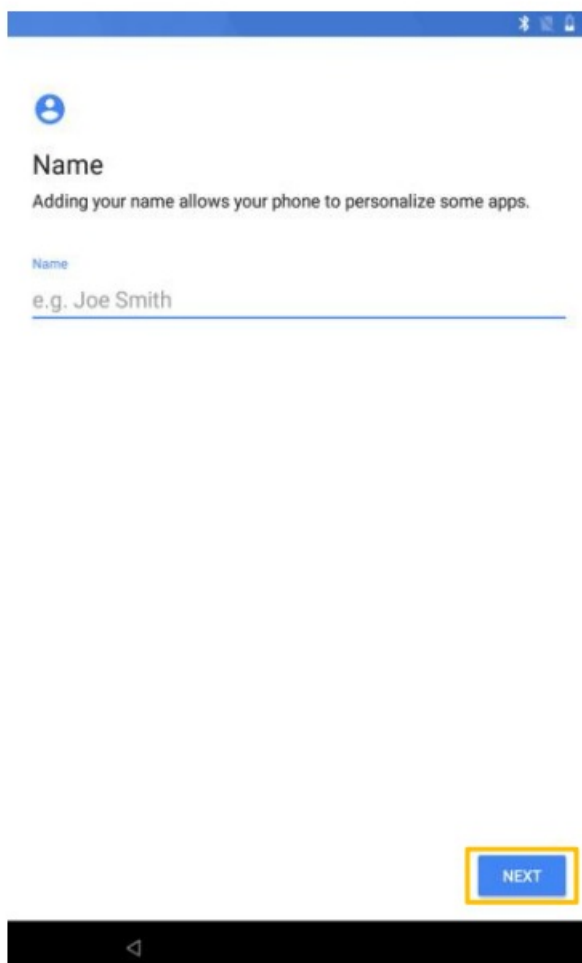 Name
Adding your name allows your phone to personalize some apps.
Name
e.g. Joe Smith
NEXT